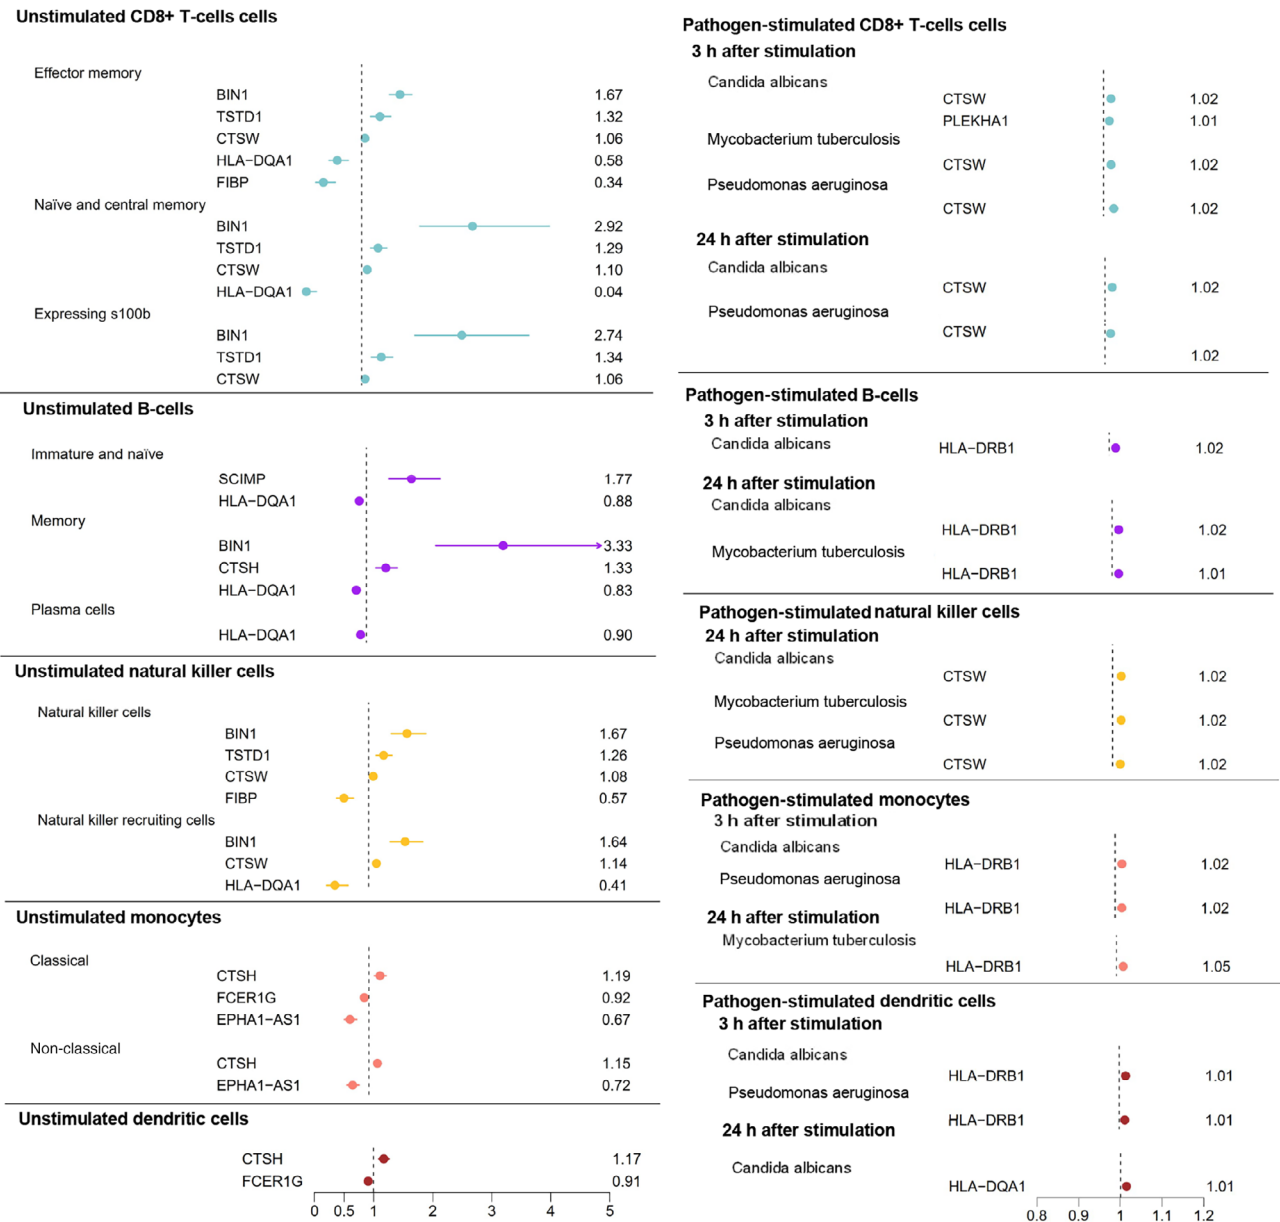 Unstimulated CD8+ T-cells cells
Effector memory
BIN1 1.67
TSTD1 1.32
CTSW 1.06
HLA−DQA1 0.58
FIBP 0.34
Naïve and central memory
BIN1 2.92
TSTD1 1.29
CTSW 1.10
HLA−DQA1 0.04
Expressing s100b
BIN1 2.74
TSTD1 1.34
CTSW 1.06
Unstimulated B-cells
Immature and naïve
SCIMP 1.77
HLA−DQA1 0.88
Memory
BIN1 3.33
CTSH 1.33
HLA−DQA1 0.83
Plasma cells
HLA−DQA1 0.90
Unstimulated natural killer cells
Natural killer cells
BIN1 1.67
TSTD1 1.26
CTSW 1.08
FIBP 0.57
Natural killer recruiting cells
BIN1 1.64
CTSW 1.14
HLA−DQA1 0.41
Unstimulated monocytes
Classical
CTSH 1.19
FCER1G 0.92
EPHA1−AS1 0.67
Non-classical
CTSH 1.15
EPHA1−AS1 0.72
Unstimulated dendritic cells
CTSH 1.17
FCER1G 0.91
0 0.5 1 2 3 4 5
Pathogen-stimulated CD8+ T-cells cells
3 h after stimulation
Candida albicans
CTSW 1.02
PLEKHA1 1.01
Mycobacterium tuberculosis
CTSW 1.02
Pseudomonas aeruginosa
CTSW 1.02
24 h after stimulation
Candida albicans
CTSW 1.02
Pseudomonas aeruginosa
CTSW
1.02
Pathogen-stimulated B-cells
3 h after stimulation
Candida albicans
HLA−DRB1 1.02
24 h after stimulation
Candida albicans
HLA−DRB1 1.02
Mycobacterium tuberculosis
HLA−DRB1 1.01
Pathogen-stimulated natural killer cells
24 h after stimulation
Candida albicans
CTSW 1.02
Mycobacterium tuberculosis
CTSW 1.02
Pseudomonas aeruginosa
CTSW 1.02
Pathogen-stimulated monocytes
3 h after stimulation
Candida albicans
HLA−DRB1 1.02
Pseudomonas aeruginosa
HLA−DRB1 1.02
24 h after stimulation
Mycobacterium tuberculosis
HLA−DRB1 1.05
Pathogen-stimulated dendritic cells
3 h after stimulation
Candida albicans
HLA−DRB1 1.01
Pseudomonas aeruginosa
HLA−DRB1 1.01
24 h after stimulation
Candida albicans
HLA−DQA1 1.01
0.8 0.9 1 1.1 1.2